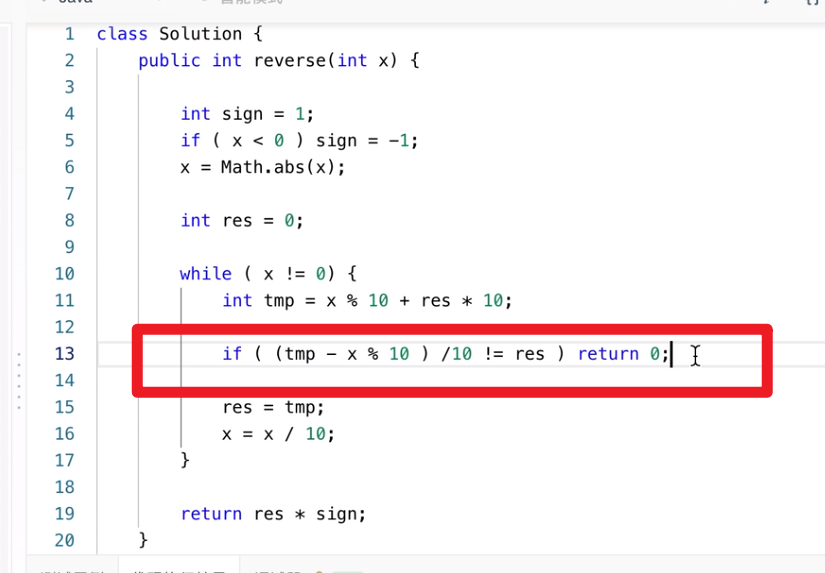 1 class Solution {
2 public int reverse(int x) {
3
4 int sign = 1;
5 if ( x < 0 ) sign = -1;
6 x = Math.abs(x);
7
8 int res = 0;
9
10 while ( x != 0) {
11 int tmp = x % 10 + res * 10;
12
13 if ( (tmp - x % 10 ) /10 != res ) return 0;
14
15 res = tmp;
16 x = x / 10;
17 }
18
19 return res * sign;
20 }